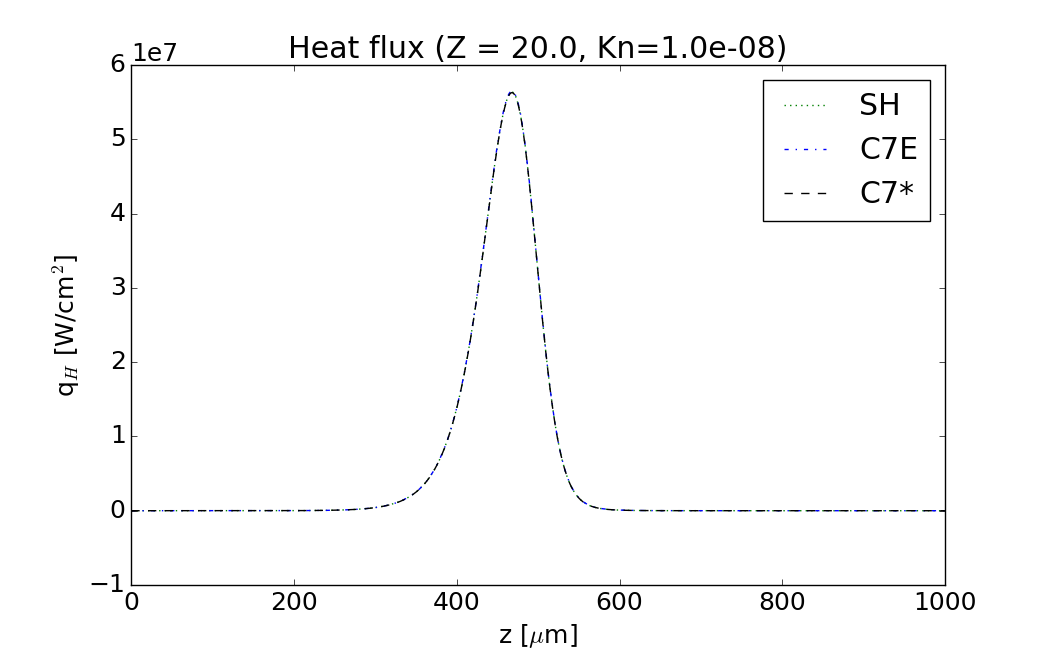 Heat flux (Z = 20.0, Kn=1.0e-08)
1e7
6
5
4
3
2
1
0
−1
q_H [W/cm²]
SH
C7E
C7*
0 200 400 600 800 1000
z [μm]